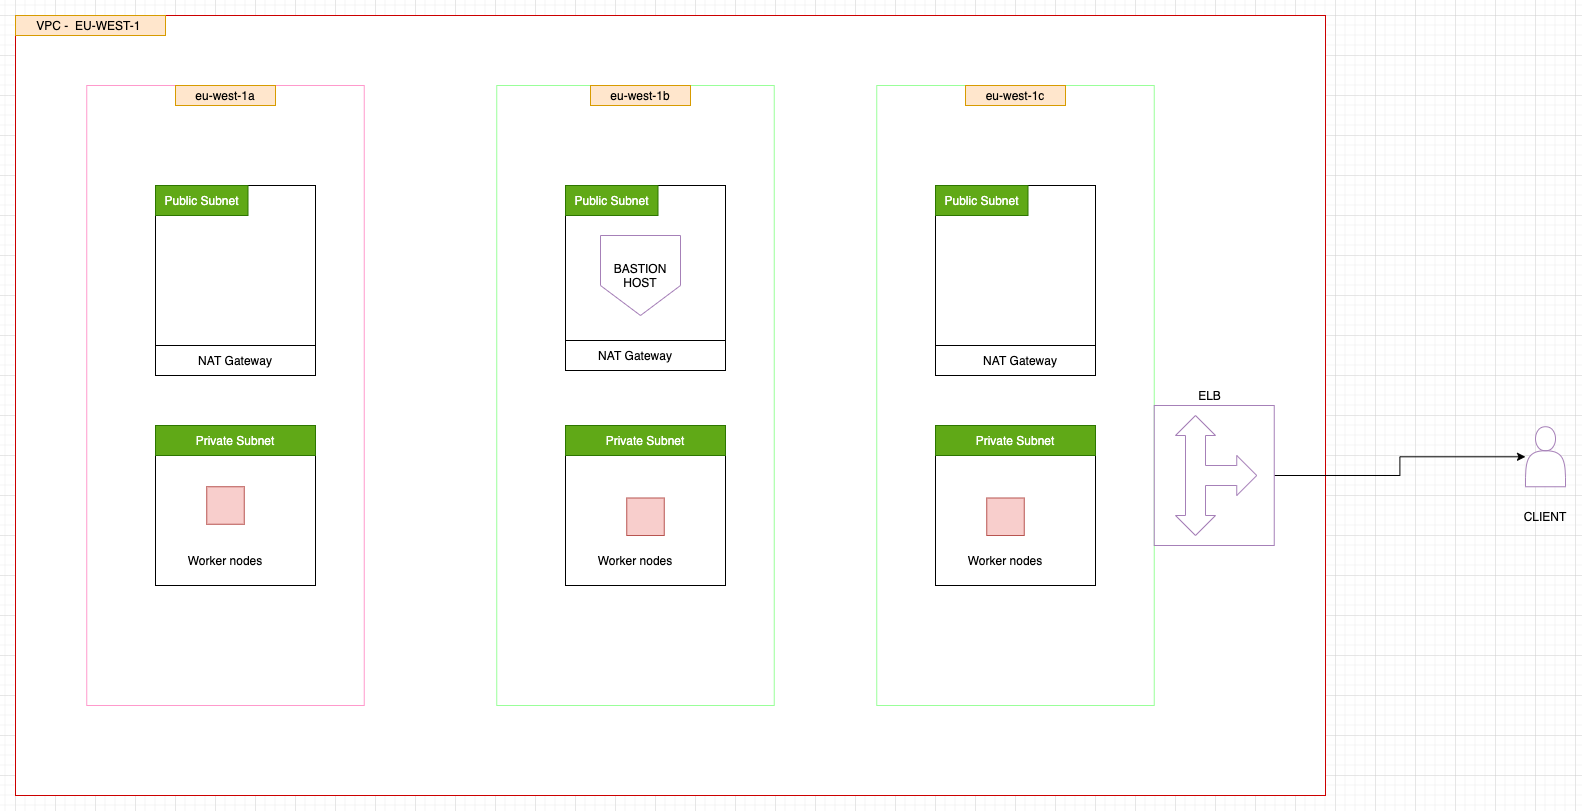 VPC - EU-WEST-1
eu-west-1a
eu-west-1b
eu-west-1c
Public Subnet
Public Subnet
Public Subnet
BASTION
HOST
NAT Gateway
NAT Gateway
NAT Gateway
ELB
Private Subnet
Private Subnet
Private Subnet
CLIENT
Worker nodes
Worker nodes
Worker nodes